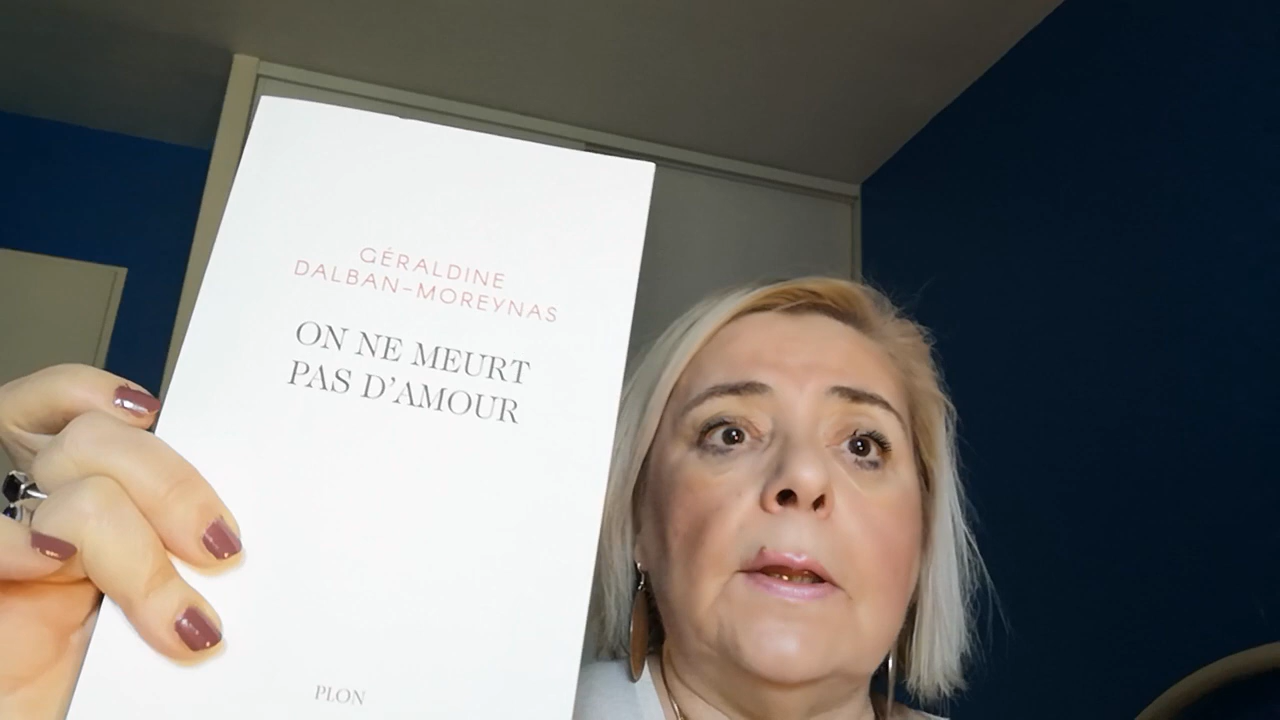 GÉRALDINE
DALBAN-MOREYNAS
ON NE MEURT
PAS D'AMOUR
PLON